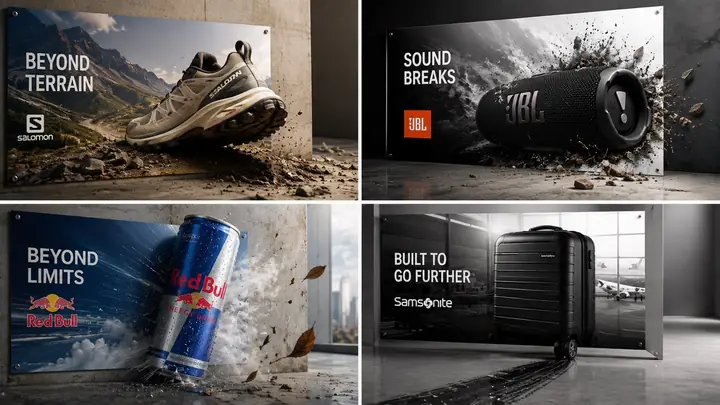 BEYOND
TERRAIN
S
SALOMON
SALOMON
SOUND
BREAKS
JBL
JBL
!
BEYOND
LIMITS
Red Bull
Red Bull
BUILT TO
GO FURTHER
Samsonite